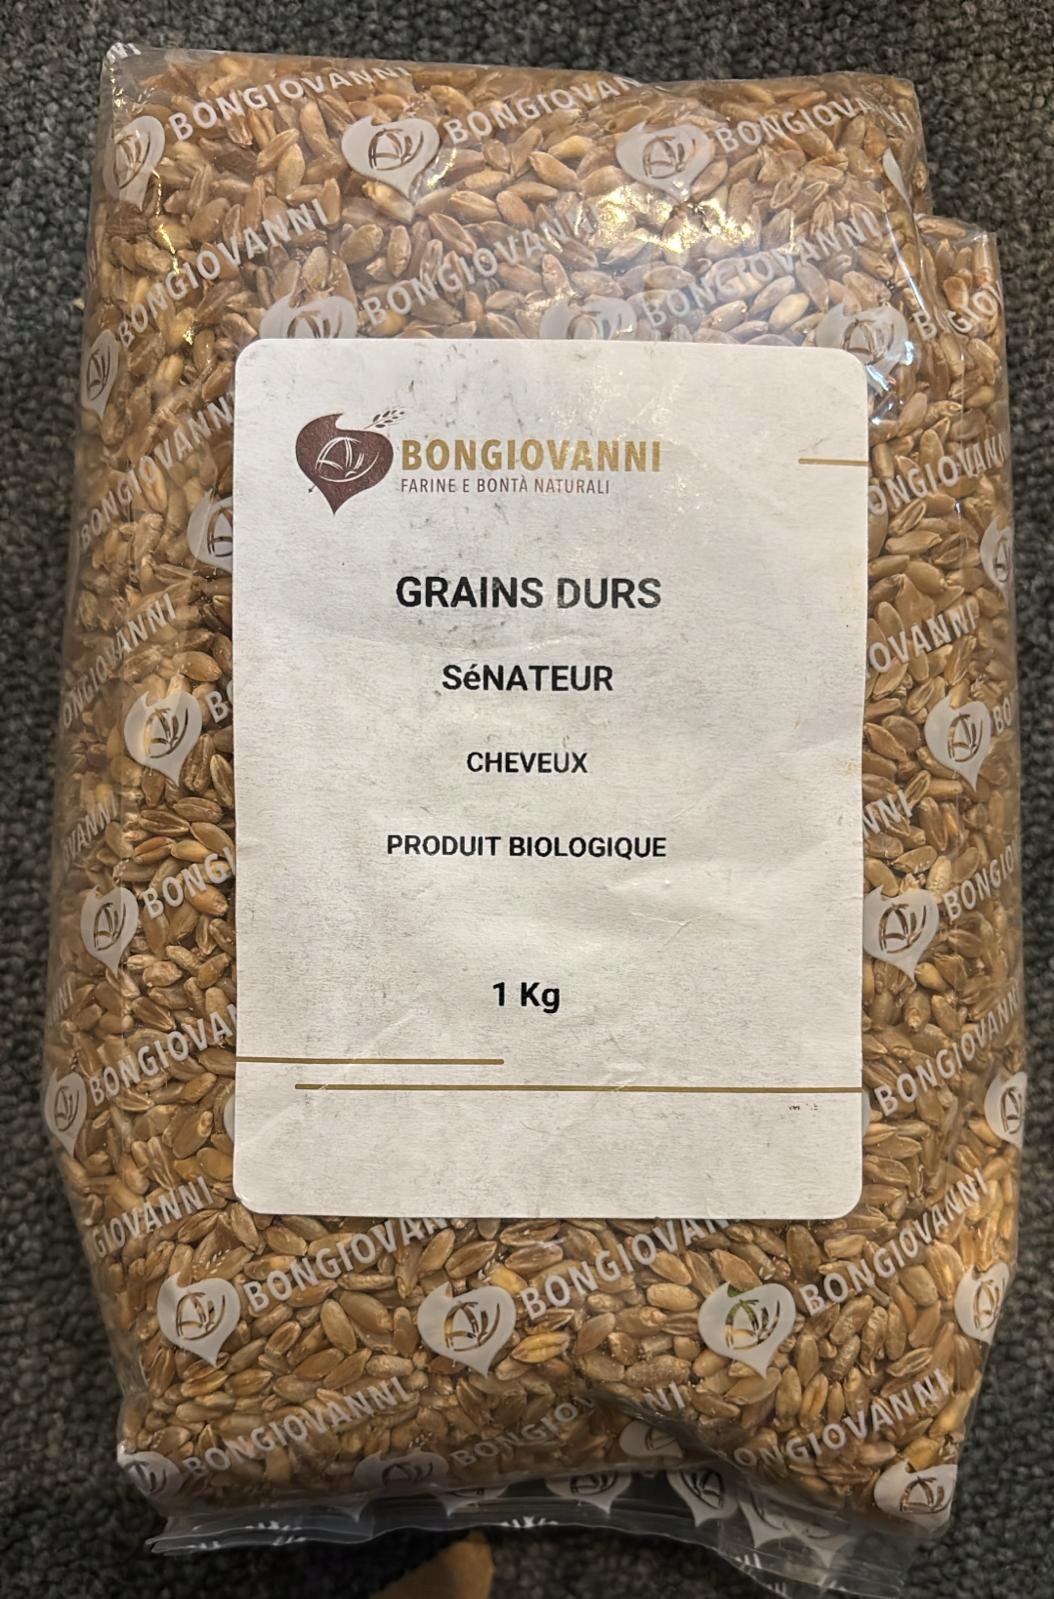 BONGIOVANNI
FARINE E BONTÀ NATURALI
GRAINS DURS
SéNATEUR
CHEVEUX
PRODUIT BIOLOGIQUE
1 Kg